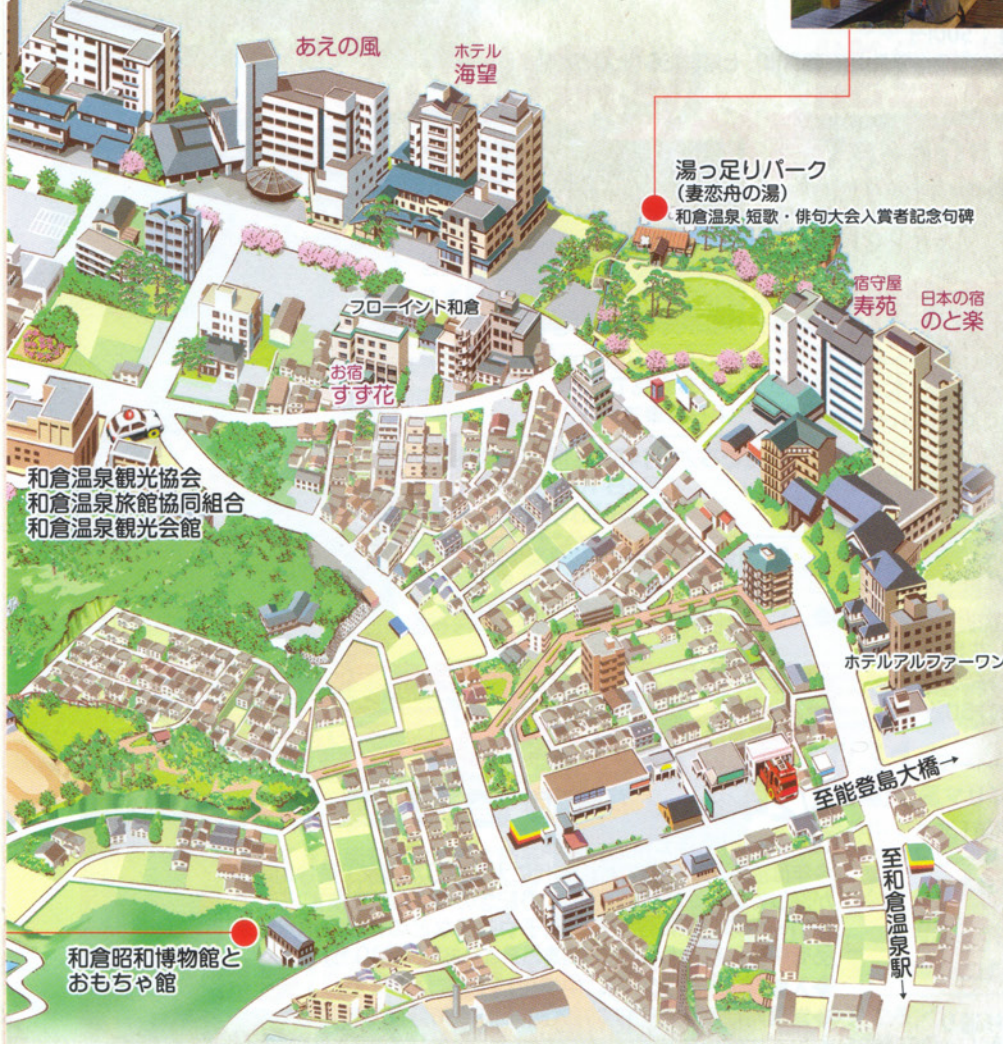 あえの風
ホテル
海望
湯っ足りパーク
(妻恋舟の湯)
和倉温泉 短歌・俳句大会入賞者記念句碑
宿守屋
寿苑
日本の宿
のと楽
フローインド和倉
お宿
すず花
和倉温泉観光協会
和倉温泉旅館協同組合
和倉温泉観光会館
ホテルアルファーワン
至能登島大橋→
至和倉温泉駅→
和倉昭和博物館と
おもちゃ館